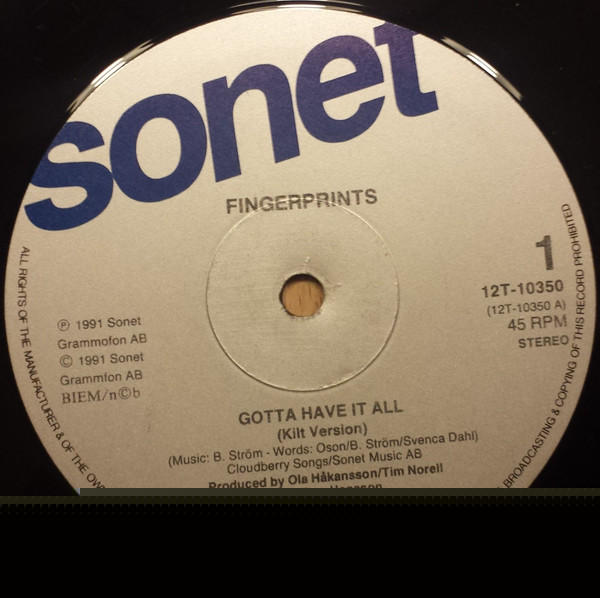 sonet
FINGERPRINTS
1
12T-10350
(12T-10350 A)
45 RPM
STEREO
℗ 1991 Sonet
Grammofon AB
© 1991 Sonet
Grammfon AB
BIEM/n©b
GOTTA HAVE IT ALL
(Kilt Version)
(Music: B. Ström - Words: Oson/B. Ström/Svenca Dahl)
Cloudberry Songs/Sonet Music AB
Produced by Ola Håkansson/Tim Norell
ALL RIGHTS OF THE MANUFACTURER & OF THE
BROADCASTING & COPYING OF THIS RECORD PROHIBITED